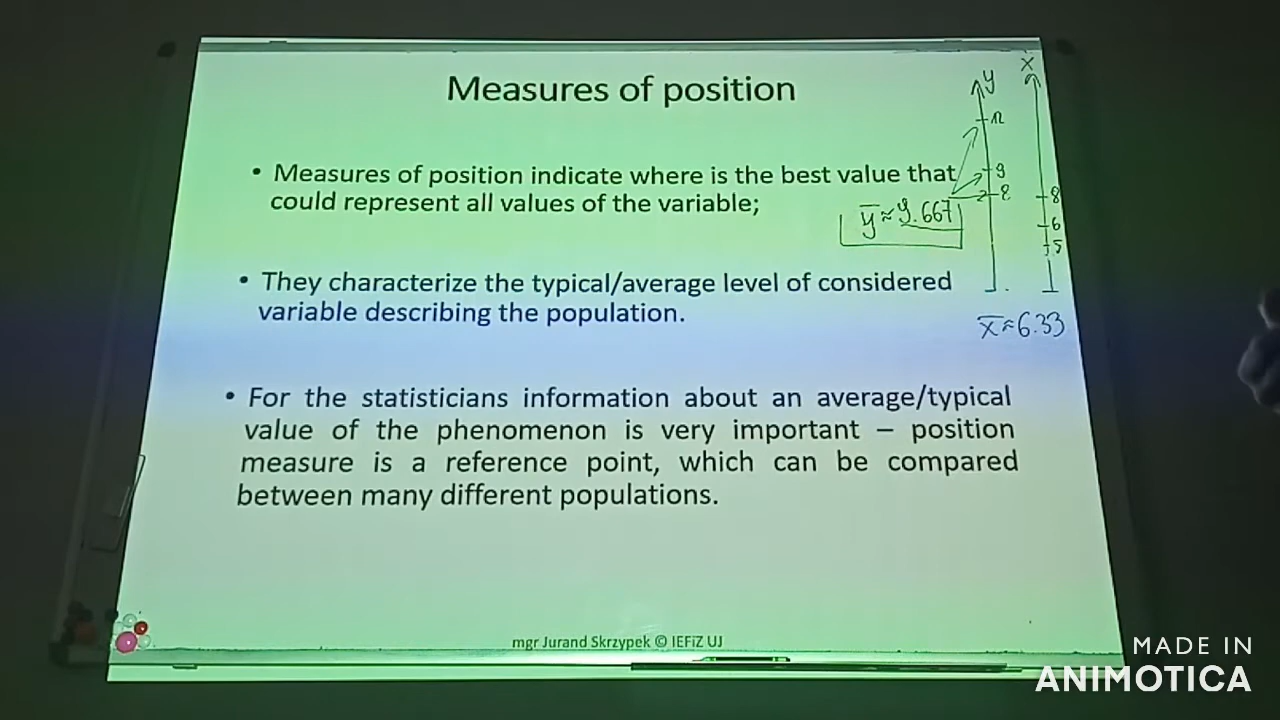 Measures of position
• Measures of position indicate where is the best value that
could represent all values of the variable;
• They characterize the typical/average level of considered
variable describing the population.
• For the statisticians information about an average/typical
value of the phenomenon is very important – position
measure is a reference point, which can be compared
between many different populations.
mgr Jurand Skrzypek © IEFiZ UJ
y
12
9
8
y̅ ≈ 9.667
x
8
6
5
x̅ ≈ 6.33
MADE IN
ANIMOTICA